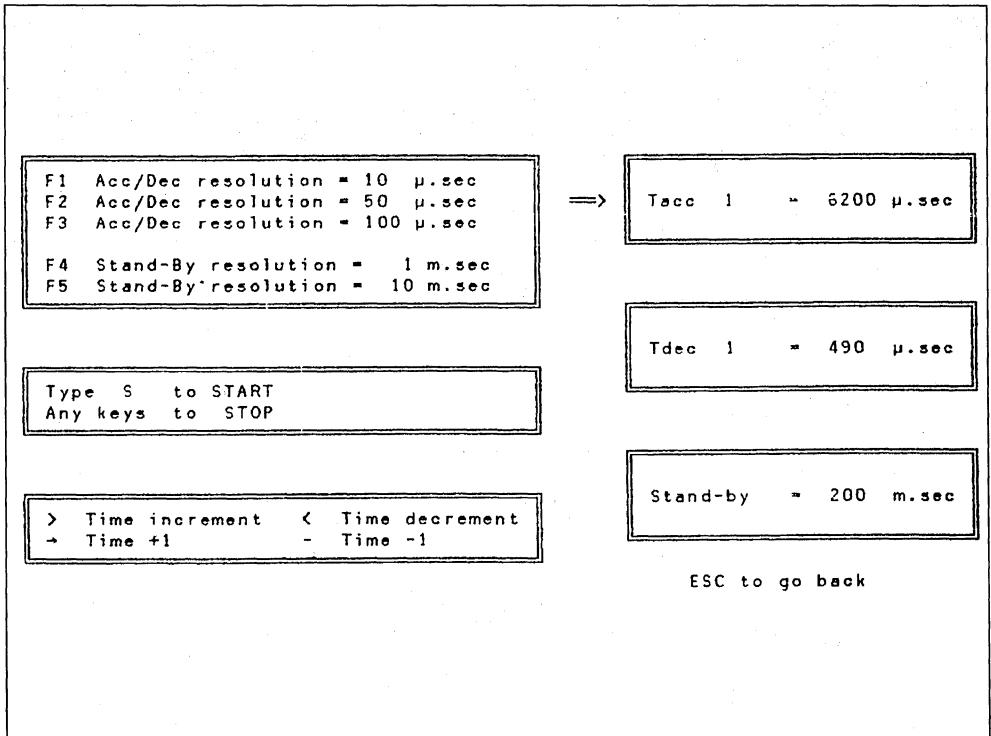 F1 Acc/Dec resolution = 10 µ.sec
F2 Acc/Dec resolution = 50 µ.sec
F3 Acc/Dec resolution = 100 µ.sec
F4 Stand-By resolution = 1 m.sec
F5 Stand-By resolution = 10 m.sec
Type S to START
Any keys to STOP
> Time increment < Time decrement
→ Time +1 - Time -1
==> Tacc 1 = 6200 µ.sec
Tdec 1 = 490 µ.sec
Stand-by = 200 m.sec
ESC to go back